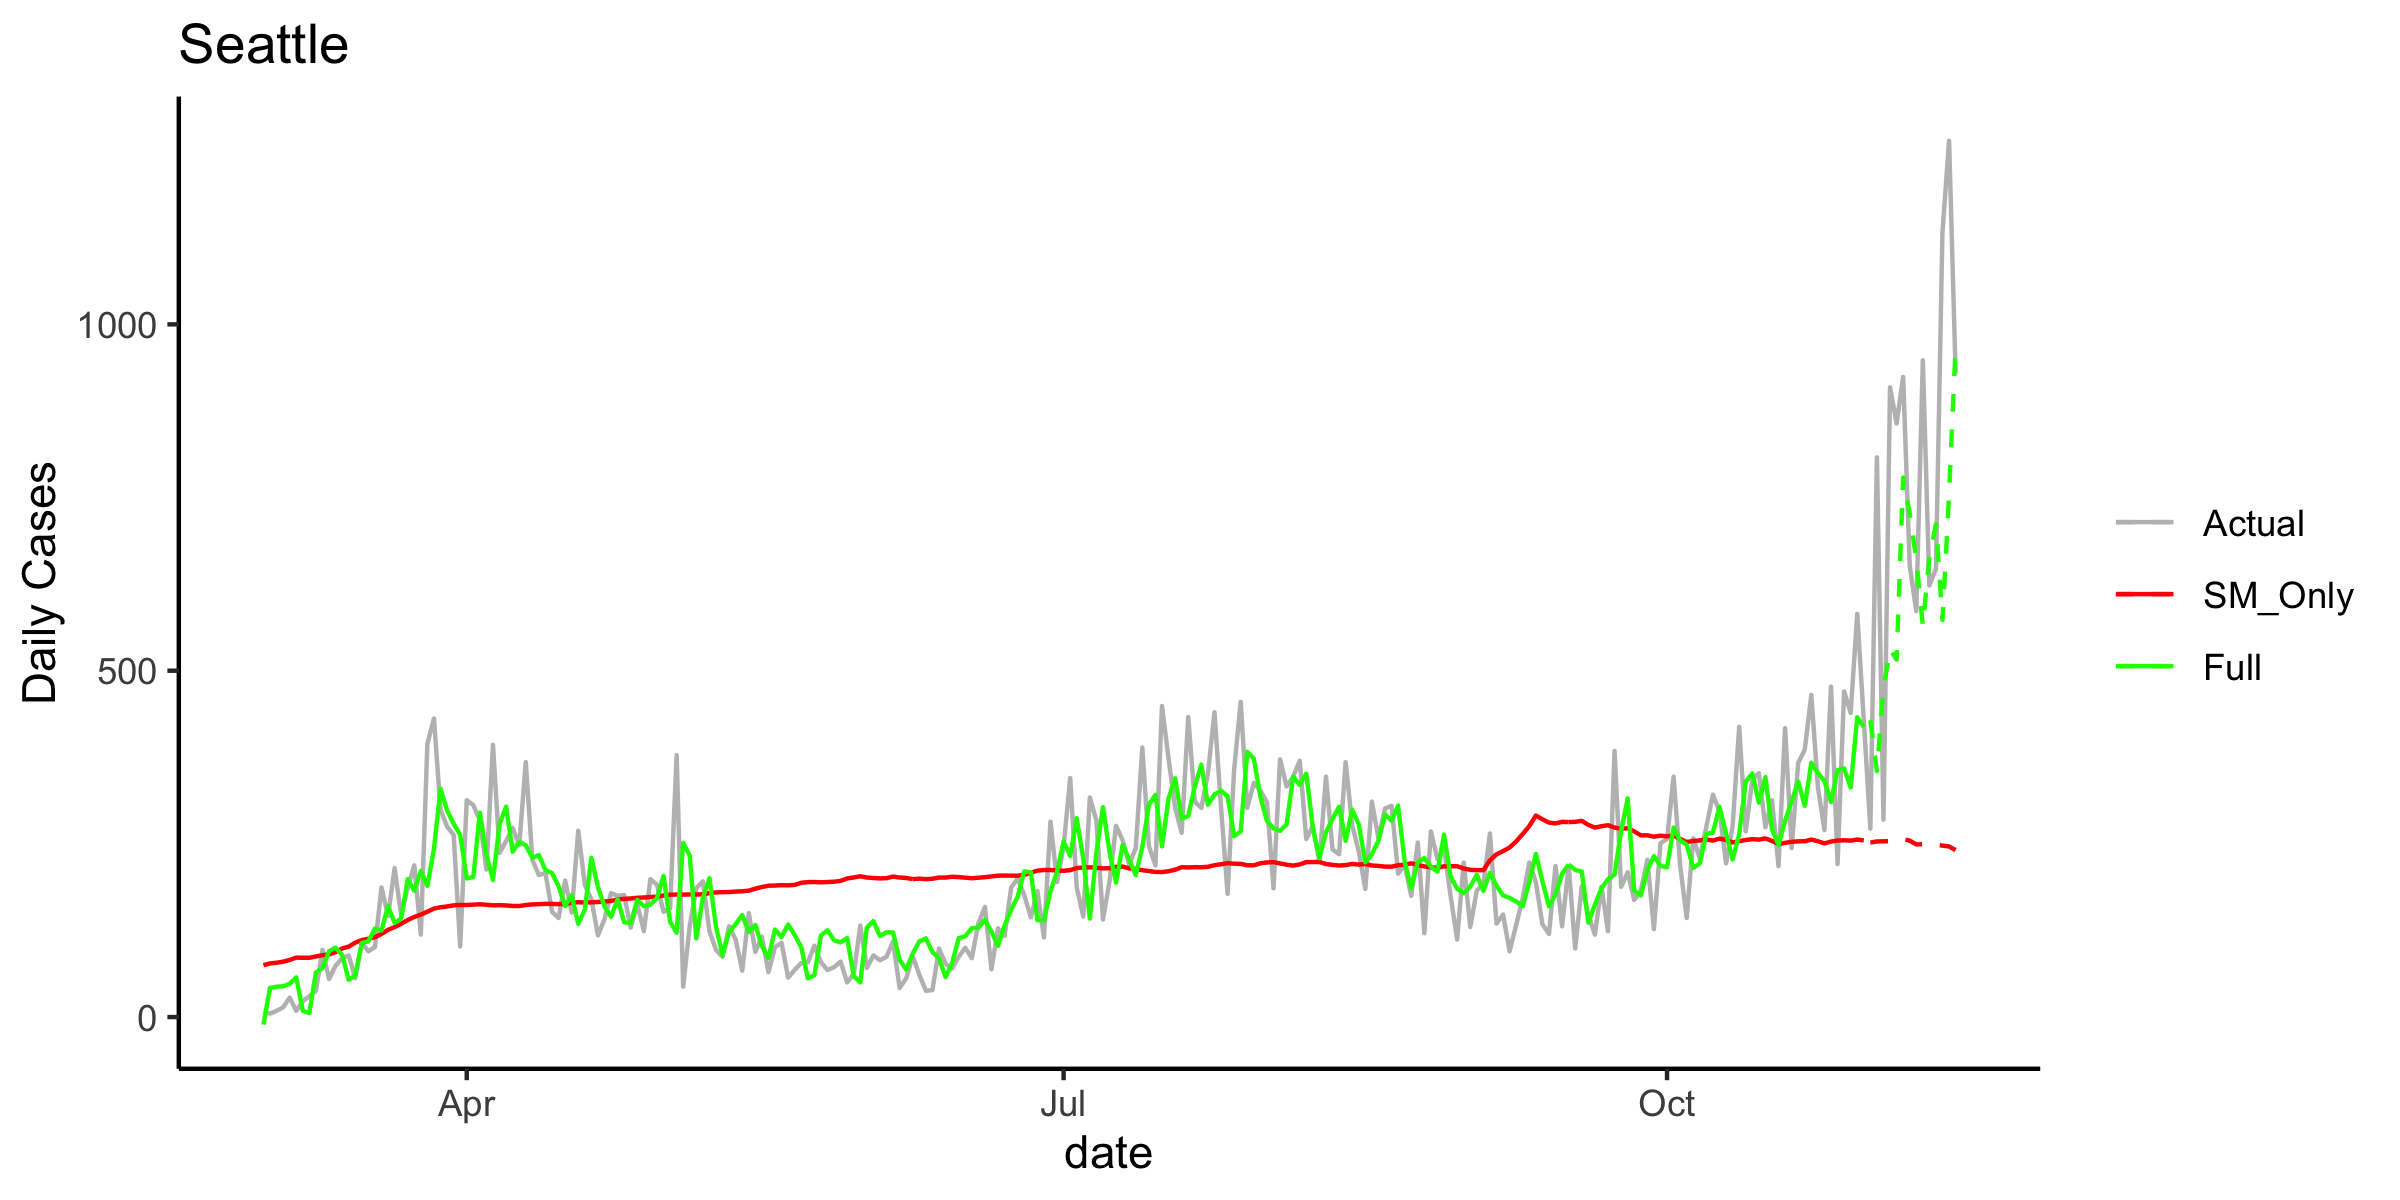 Seattle
Daily Cases
1000
500
0
Apr
Jul
Oct
date
Actual
SM_Only
Full